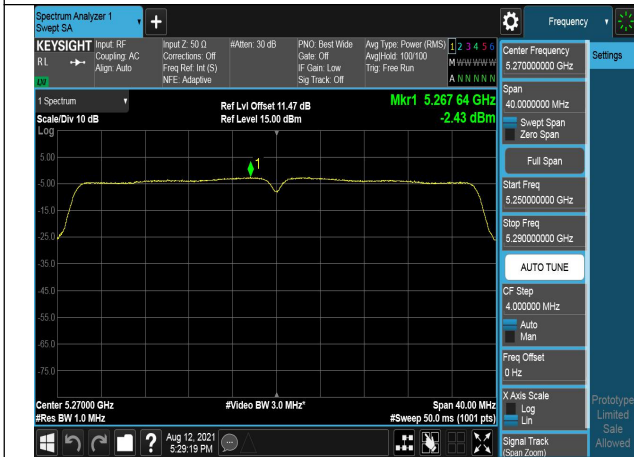 Spectrum Analyzer 1
Swept SA
+
Frequency
KEYSIGHT
RL
Input: RF
Coupling: AC
Align: Auto
Input Z: 50 Ω
Corrections: Off
Freq Ref: Int (S)
NFE: Adaptive
#Atten: 30 dB
PNO: Best Wide
Gate: Off
IF Gain: Low
Sig Track: Off
Avg Type: Power (RMS)
Avg|Hold: 100/100
Trig: Free Run
1 2 3 4 5 6
M W W W W W
A N N N N N
1 Spectrum
Scale/Div 10 dB
Log
Ref Lvl Offset 11.47 dB
Ref Level 15.00 dBm
Mkr1 5.267 64 GHz
-2.43 dBm
1
5.00
-5.00
-15.0
-25.0
-35.0
-45.0
-55.0
-65.0
-75.0
Center 5.27000 GHz
#Res BW 1.0 MHz
#Video BW 3.0 MHz*
Span 40.00 MHz
#Sweep 50.0 ms (1001 pts)
?
Aug 12, 2021
5:29:19 PM
Center Frequency
5.270000000 GHz
Settings
Span
40.0000000 MHz
Swept Span
Zero Span
Full Span
Start Freq
5.250000000 GHz
Stop Freq
5.290000000 GHz
AUTO TUNE
CF Step
4.000000 MHz
Auto
Man
Freq Offset
0 Hz
X Axis Scale
Log
Lin
Signal Track
(Span Zoom)
Prototype
Limited
Sale
Allowed